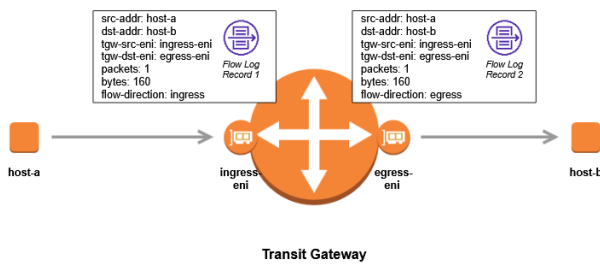 src-addr: host-a
dst-addr: host-b
tgw-src-eni: ingress-eni
tgw-dst-eni: egress-eni
packets: 1
bytes: 160
flow-direction: ingress
Flow Log
Record 1
src-addr: host-a
dst-addr: host-b
tgw-src-eni: ingress-eni
tgw-dst-eni: egress-eni
packets: 1
bytes: 160
flow-direction: egress
Flow Log
Record 2
host-a
ingress-
eni
egress-
eni
host-b
Transit Gateway